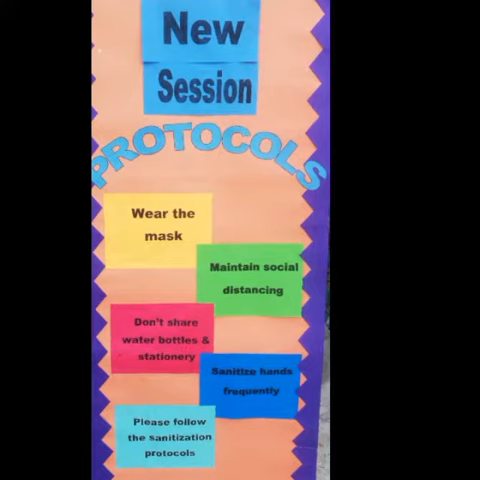 New
Session
PROTOCOLS
Wear the
mask
Maintain social
distancing
Don't share
water bottles &
stationery
Sanitize hands
frequently
Please follow
the sanitization
protocols